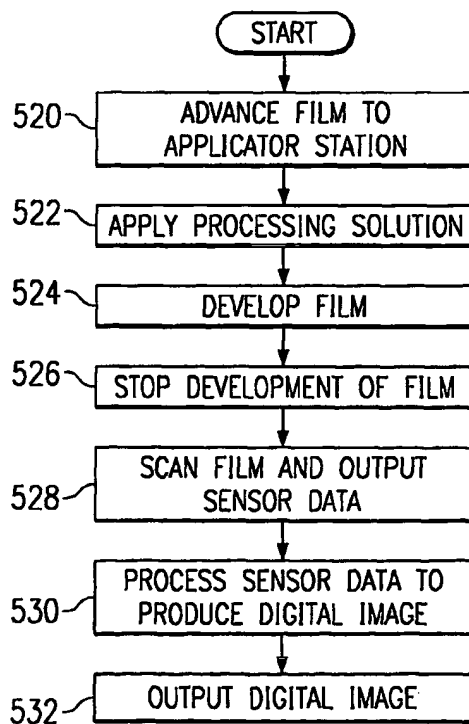 START
520
ADVANCE FILM TO
APPLICATOR STATION
522
APPLY PROCESSING SOLUTION
524
DEVELOP FILM
526
STOP DEVELOPMENT OF FILM
528
SCAN FILM AND OUTPUT
SENSOR DATA
530
PROCESS SENSOR DATA TO
PRODUCE DIGITAL IMAGE
532
OUTPUT DIGITAL IMAGE